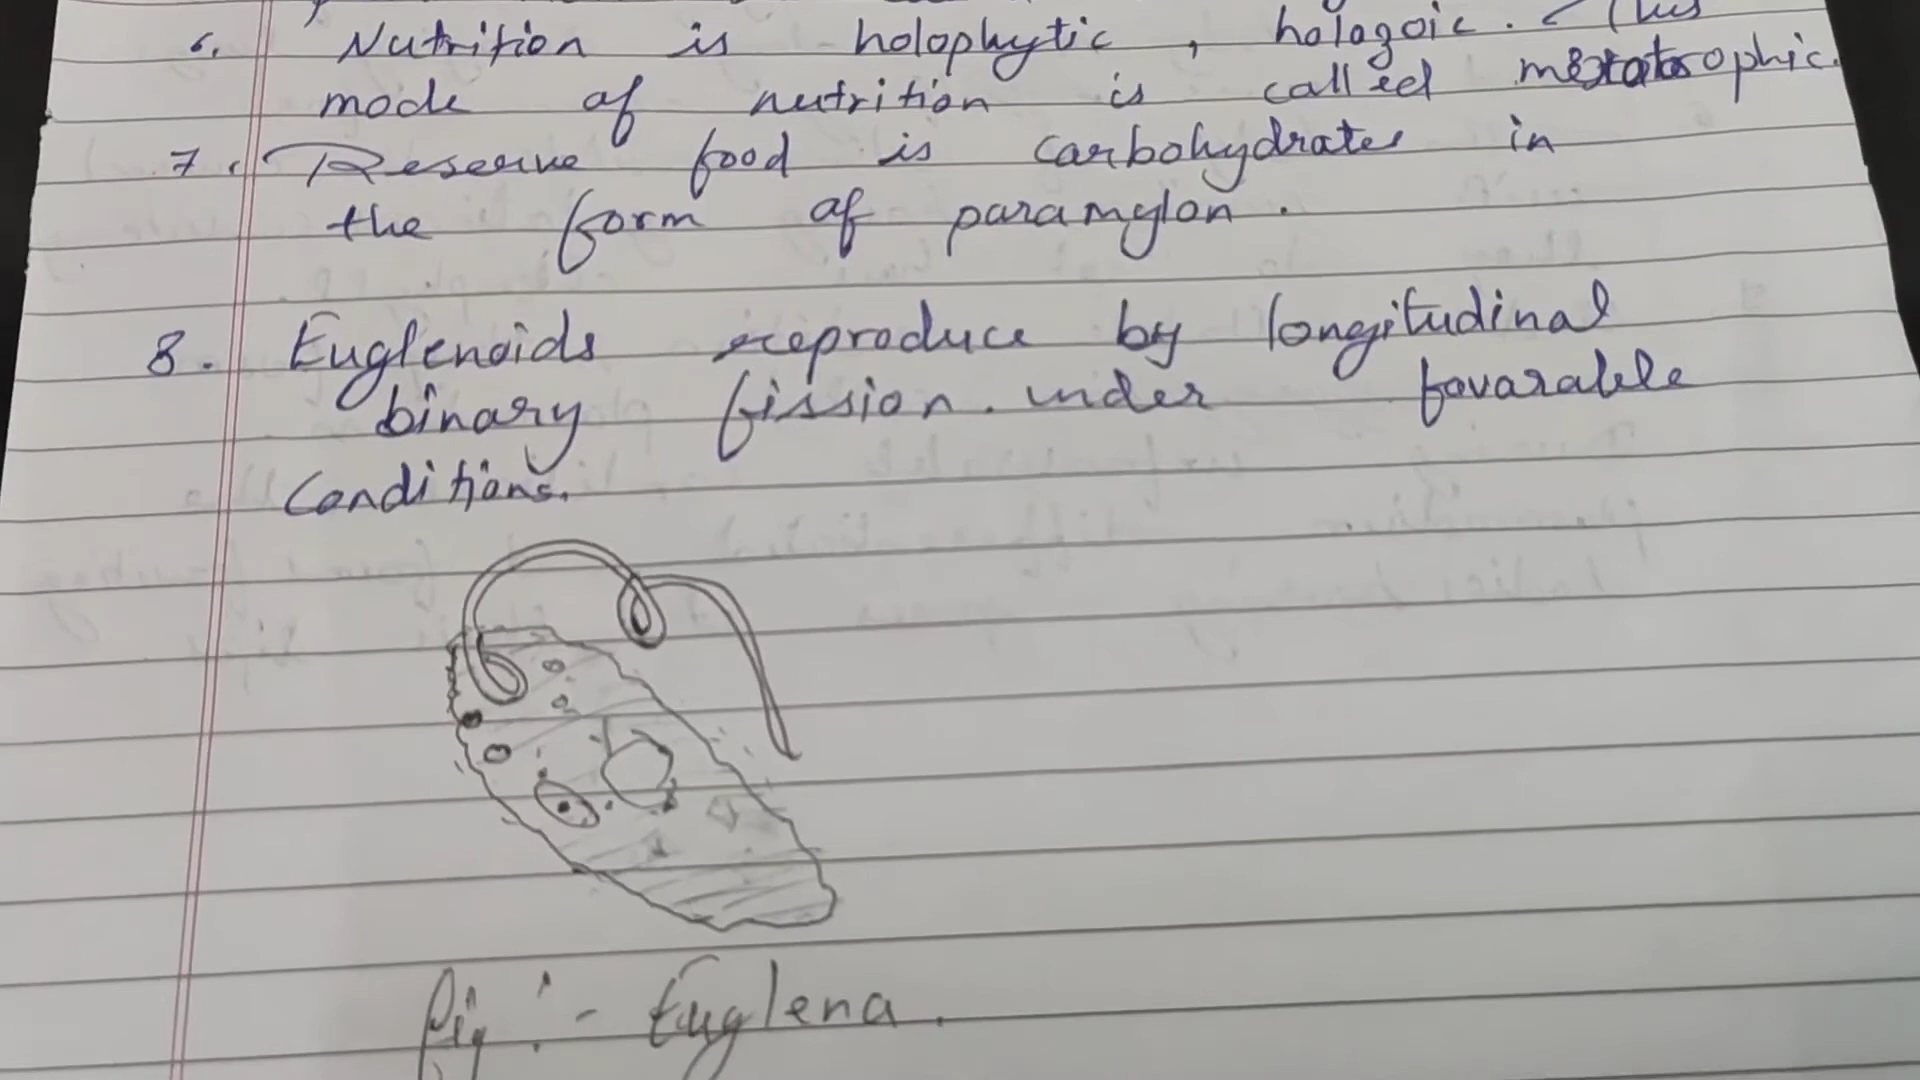 6. Nutrition is holophytic, holozoic. This
mode of nutrition is called
7. Reserve food is carbohydrates in
the form of paramylon.
8. Euglenoids reproduce by longitudinal
binary fission. under favarable
Conditions.
fig:- Euglena.